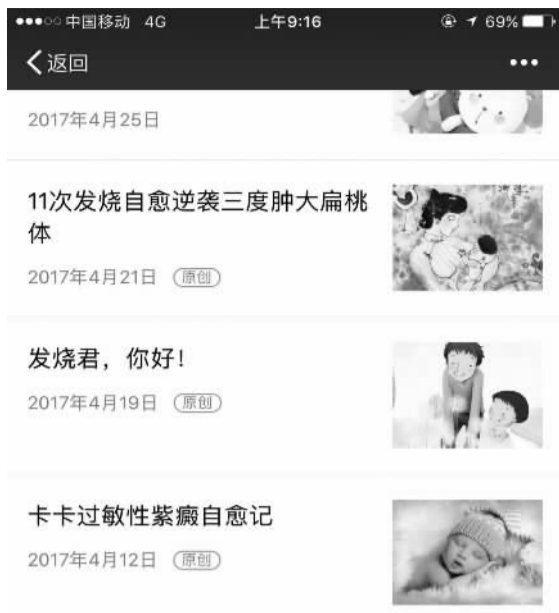 中国移动 4G 上午9:16 69%
返回
2017年4月25日
11次发烧自愈逆袭三度肿大扁桃
体
2017年4月21日 原创
发烧君，你好！
2017年4月19日 原创
卡卡过敏性紫癜自愈记
2017年4月12日 原创